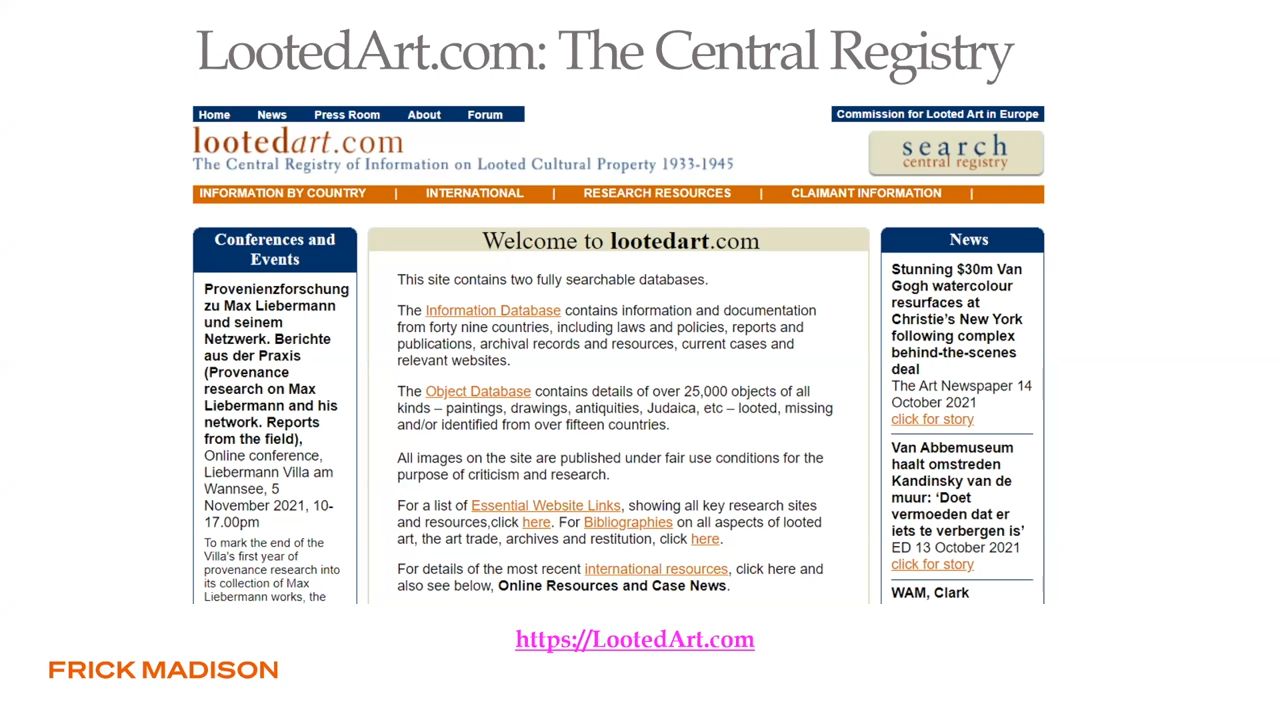 LootedArt.com: The Central Registry
Home News Press Room About Forum
Commission for Looted Art in Europe
lootedart.com
The Central Registry of Information on Looted Cultural Property 1933-1945
search
central registry
INFORMATION BY COUNTRY | INTERNATIONAL | RESEARCH RESOURCES | CLAIMANT INFORMATION |
Conferences and
Events
Provenienzforschung
zu Max Liebermann
und seinem
Netzwerk. Berichte
aus der Praxis
(Provenance
research on Max
Liebermann and his
network. Reports
from the field),
Online conference,
Liebermann Villa am
Wannsee, 5
November 2021, 10-
17.00pm
To mark the end of the
Villa's first year of
provenance research into
its collection of Max
Liebermann works, the
Welcome to lootedart.com
This site contains two fully searchable databases.
The Information Database contains information and documentation
from forty nine countries, including laws and policies, reports and
publications, archival records and resources, current cases and
relevant websites.
The Object Database contains details of over 25,000 objects of all
kinds – paintings, drawings, antiquities, Judaica, etc – looted, missing
and/or identified from over fifteen countries.
All images on the site are published under fair use conditions for the
purpose of criticism and research.
For a list of Essential Website Links, showing all key research sites
and resources,click here. For Bibliographies on all aspects of looted
art, the art trade, archives and restitution, click here.
For details of the most recent international resources, click here and
also see below, Online Resources and Case News.
News
Stunning $30m Van
Gogh watercolour
resurfaces at
Christie's New York
following complex
behind-the-scenes
deal
The Art Newspaper 14
October 2021
click for story
Van Abbemuseum
haalt omstreden
Kandinsky van de
muur: 'Doet
vermoeden dat er
iets te verbergen is'
ED 13 October 2021
click for story
WAM, Clark
https://LootedArt.com
FRICK MADISON